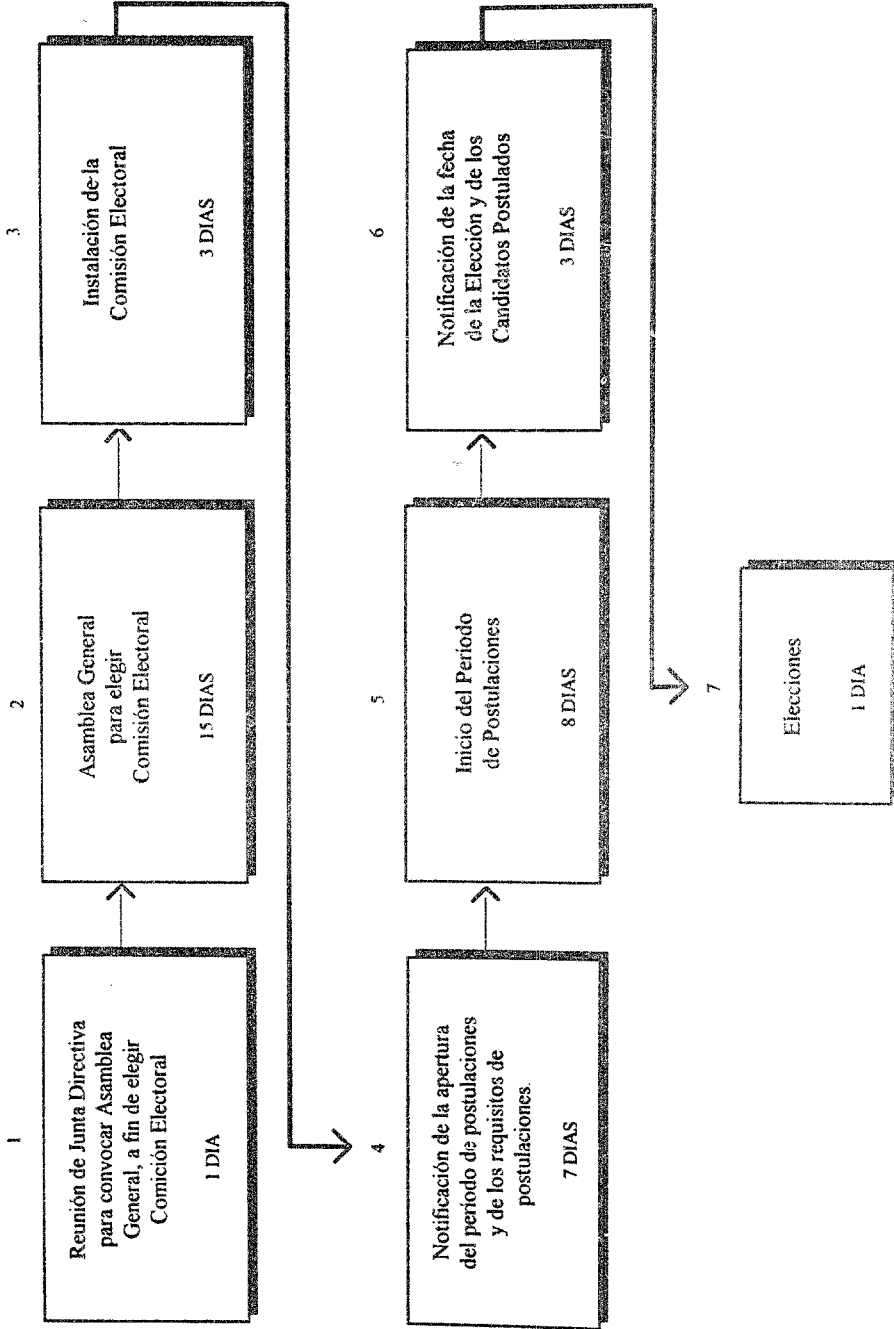 1
Reunión de Junta Directiva
para convocar Asamblea
General, a fin de elegir
Comición Electoral
1 DIA
2
Asamblea General
para elegir
Comisión Electoral
15 DIAS
3
Instalación de la
Comisión Electoral
3 DIAS
4
Notificación de la apertura
del período de postulaciones
y de los requisitos de
postulaciones.
7 DIAS
5
Inicio del Período
de Postulaciones
8 DIAS
6
Notificación de la fecha
de la Elección y de los
Candidatos Postulados
3 DIAS
7
Elecciones
1 DIA